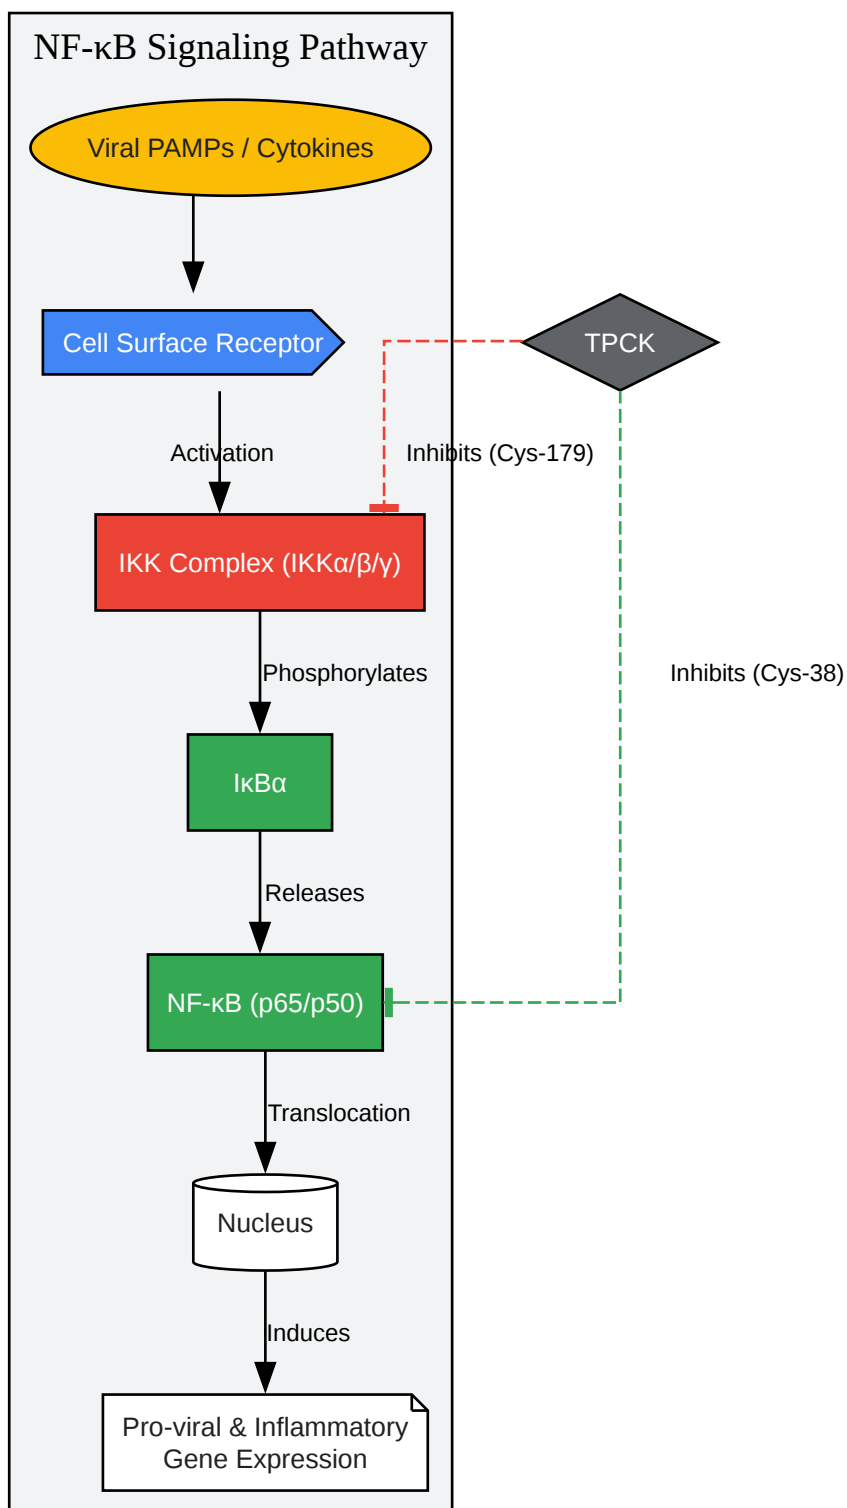 NF-κB Signaling Pathway
Viral PAMPs / Cytokines
Cell Surface Receptor
TPCK
Activation
Inhibits (Cys-179)
IKK Complex (IKKα/β/γ)
Phosphorylates
Inhibits (Cys-38)
IκBα
Releases
NF-κB (p65/p50)
Translocation
Nucleus
Induces
Pro-viral & Inflammatory
Gene Expression